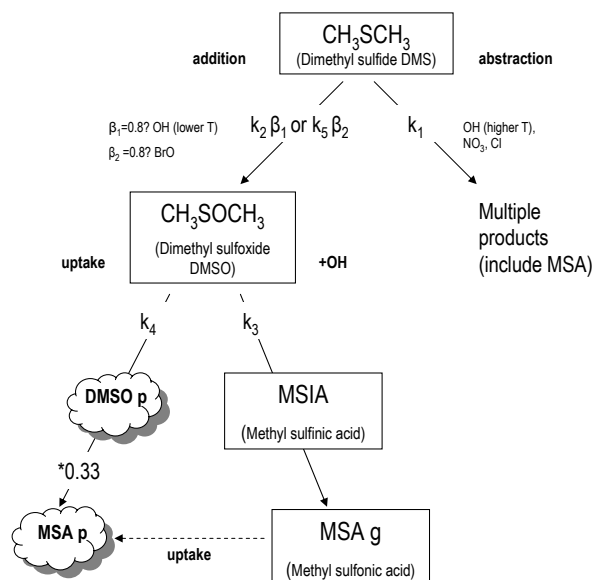 CH₃SCH₃
(Dimethyl sulfide DMS)
addition
abstraction
β₁=0.8? OH (lower T)
β₂ =0.8? BrO
k₂ β₁ or k₅ β₂
k₁
OH (higher T),
NO₃, Cl
CH₃SOCH₃
(Dimethyl sulfoxide
DMSO)
uptake
+OH
Multiple
products
(include MSA)
k₄
k₃
DMSO p
MSIA
(Methyl sulfinic acid)
*0.33
MSA p
uptake
MSA g
(Methyl sulfonic acid)